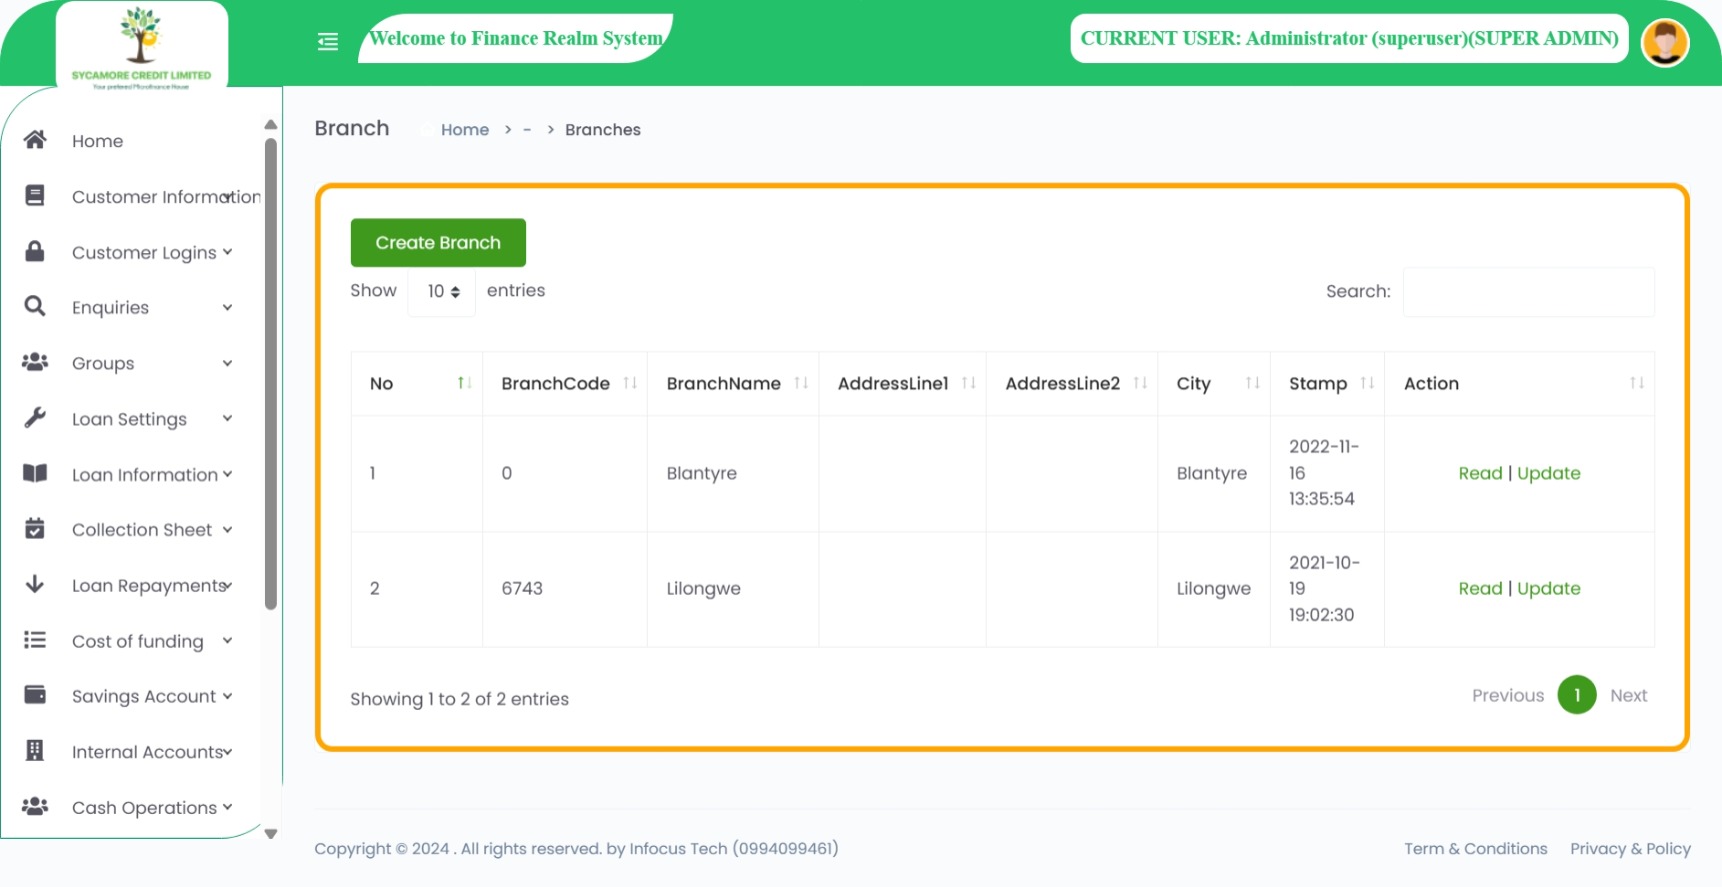 SYCAMORE CREDIT LIMITED
Your prefered Microfinance House
Welcome to Finance Realm System
CURRENT USER: Administrator (superuser)(SUPER ADMIN)
Home
Customer Information
Customer Logins
Enquiries
Groups
Loan Settings
Loan Information
Collection Sheet
Loan Repayments
Cost of funding
Savings Account
Internal Accounts
Cash Operations
Branch Home > - > Branches
Create Branch
Show 10 entries
Search:
No BranchCode BranchName AddressLine1 AddressLine2 City Stamp Action
1 0 Blantyre Blantyre 2022-11-16 13:35:54 Read | Update
2 6743 Lilongwe Lilongwe 2021-10-19 19:02:30 Read | Update
Showing 1 to 2 of 2 entries
Previous 1 Next
Copyright © 2024 . All rights reserved. by Infocus Tech (0994099461)
Term & Conditions Privacy & Policy